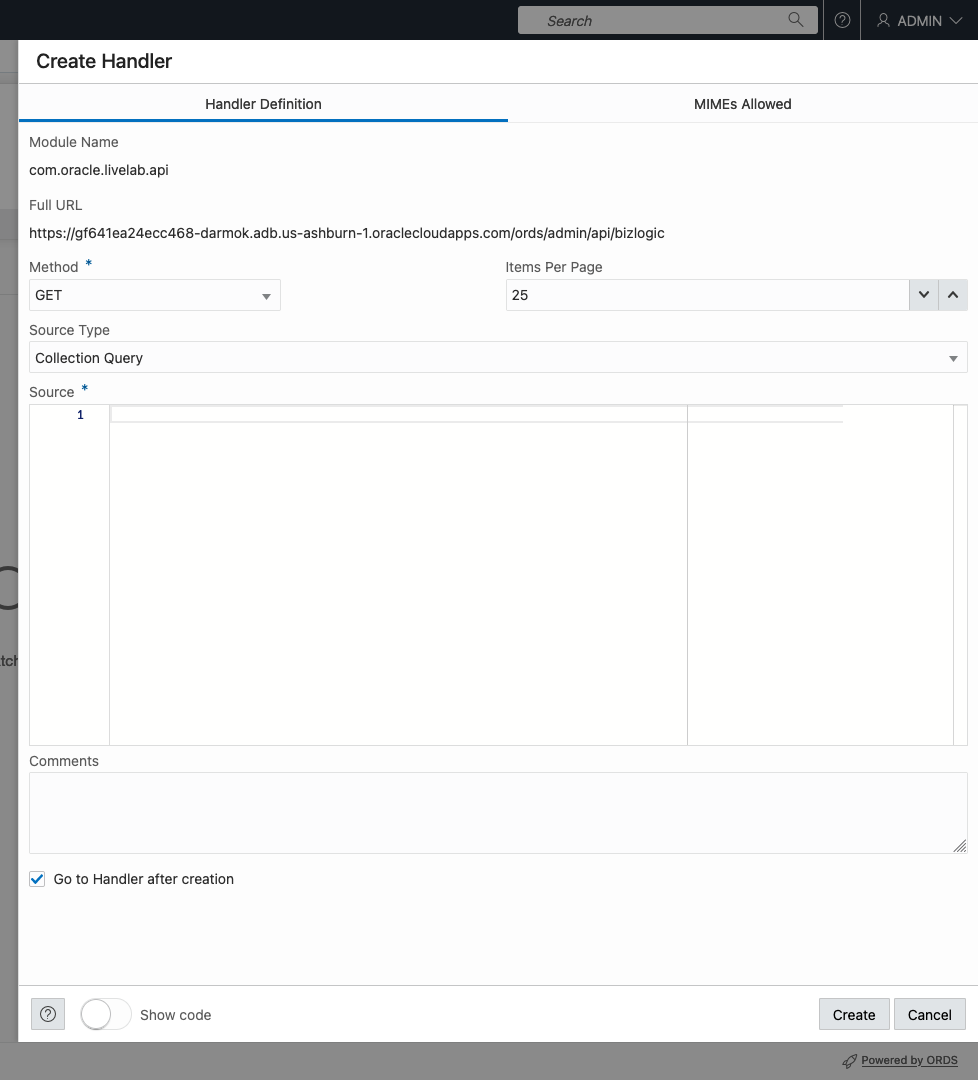 Search
ADMIN
Create Handler
Handler Definition
MIMEs Allowed
Module Name
com.oracle.livelab.api
Full URL
https://gf641ea24ecc468-darmok.adb.us-ashburn-1.oraclecloudapps.com/ords/admin/api/bizlogic
Method *
Items Per Page
GET
25
Source Type
Collection Query
Source *
1
Comments
Go to Handler after creation
Show code
Create
Cancel
Powered by ORDS